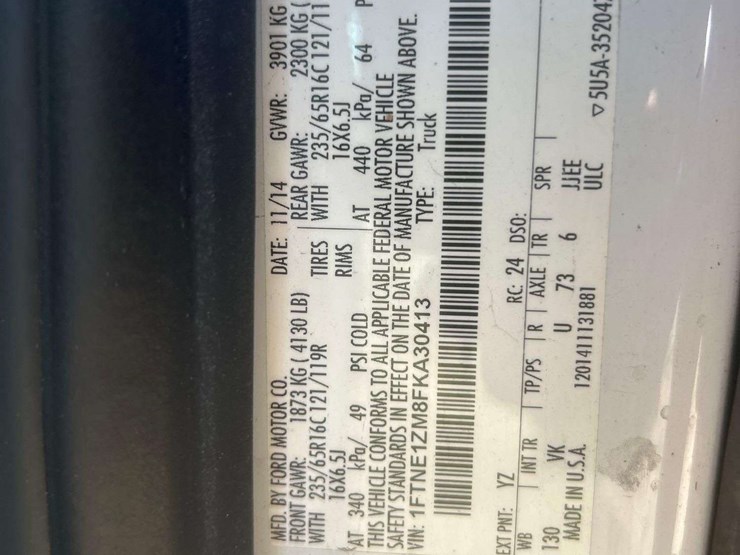 MFD. BY FORD MOTOR CO. DATE: 11/14 GVWR: 3901 KG
FRONT GAWR: 1873 KG ( 4130 LB) REAR GAWR: 2300 KG (
WITH 235/65R16C 121/119R TIRES WITH 235/65R16C 121/11
16X6.5J RIMS 16X6.5J
AT 340 kPa/ 49 PSI COLD AT 440 kPa/ 64 P
THIS VEHICLE CONFORMS TO ALL APPLICABLE FEDERAL MOTOR VEHICLE
SAFETY STANDARDS IN EFFECT ON THE DATE OF MANUFACTURE SHOWN ABOVE.
VIN: 1FTNE1ZM8FKA30413 TYPE: Truck
EXT PNT: YZ RC: 24 DSO:
WB INT TR TP/PS R AXLE TR SPR
130 VK U 73 6 JJEE
MADE IN U.S.A. 1201411131881 ULC
▽5U5A-35204